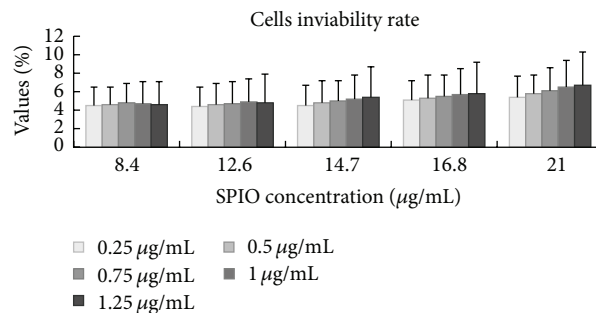 Cells inviability rate
12
10
8
6
4
2
0
Values (%)
8.4 12.6 14.7 16.8 21
SPIO concentration (μg/mL)
0.25 μg/mL 0.5 μg/mL
0.75 μg/mL 1 μg/mL
1.25 μg/mL